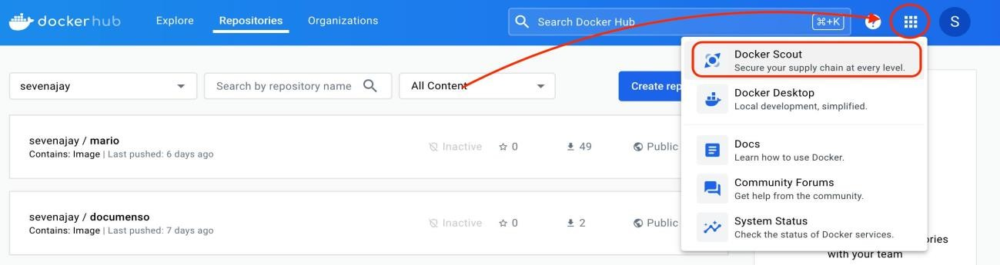 dockerhub
Explore
Repositories
Organizations
Search Docker Hub
⌘+K
?
S
sevenajay
Search by repository name
All Content
Create rep
Docker Scout
Secure your supply chain at every level.
Docker Desktop
Local development, simplified.
Docs
Learn how to use Docker.
Community Forums
Get help from the community.
System Status
Check the status of Docker services.
sevenajay / mario
Contains: Image | Last pushed: 6 days ago
Inactive
0
49
Public
sevenajay / documenso
Contains: Image | Last pushed: 7 days ago
Inactive
0
2
Public
ories
with your team